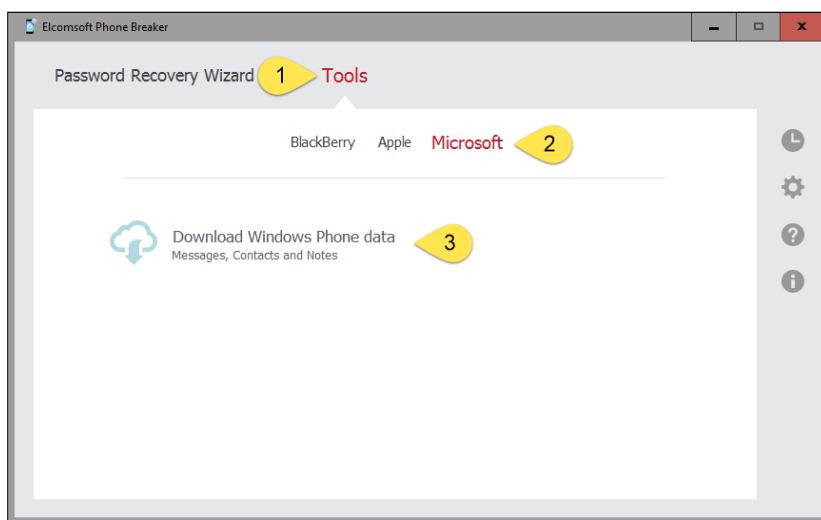 Elcomsoft Phone Breaker
Password Recovery Wizard 1 Tools
BlackBerry Apple Microsoft 2
Download Windows Phone data 3
Messages, Contacts and Notes